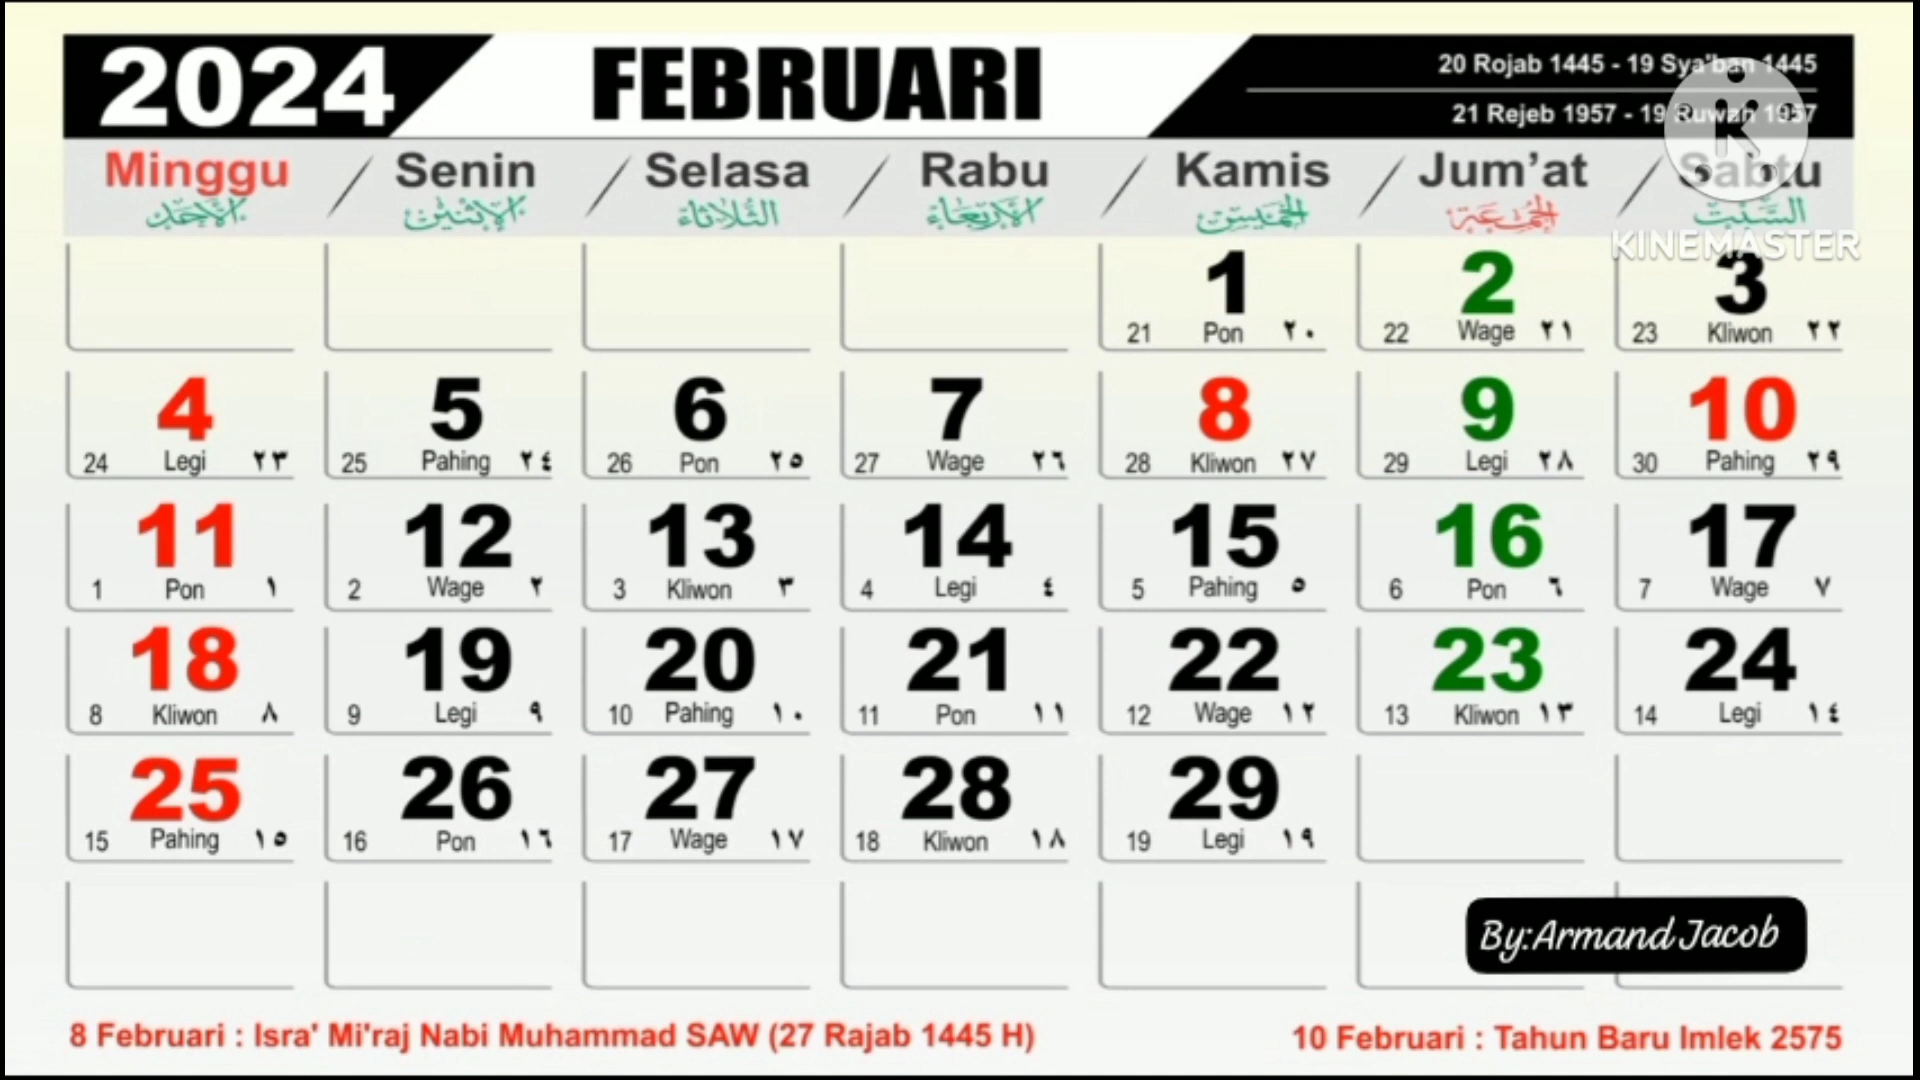 2024
FEBRUARI
20 Rojab 1445 - 19 Sya'ban 1445
21 Rejeb 1957 - 19 Ruwah 1957
Minggu Senin Selasa Rabu Kamis Jum'at Sabtu
الأحد الإثنين الثلاثاء الأربعاء الخميس الجمعة السبت
KINEMASTER
1 2 3
21 Pon ٢٠ 22 Wage ٢١ 23 Kliwon ٢٢
4 5 6 7 8 9 10
24 Legi ٢٣ 25 Pahing ٢٤ 26 Pon ٢٥ 27 Wage ٢٦ 28 Kliwon ٢٧ 29 Legi ٢٨ 30 Pahing ٢٩
11 12 13 14 15 16 17
1 Pon ١ 2 Wage ٢ 3 Kliwon ٣ 4 Legi ٤ 5 Pahing ٥ 6 Pon ٦ 7 Wage ٧
18 19 20 21 22 23 24
8 Kliwon ٨ 9 Legi ٩ 10 Pahing ١٠ 11 Pon ١١ 12 Wage ١٢ 13 Kliwon ١٣ 14 Legi ١٤
25 26 27 28 29
15 Pahing ١٥ 16 Pon ١٦ 17 Wage ١٧ 18 Kliwon ١٨ 19 Legi ١٩
By:Armand Jacob
8 Februari : Isra' Mi'raj Nabi Muhammad SAW (27 Rajab 1445 H)
10 Februari : Tahun Baru Imlek 2575